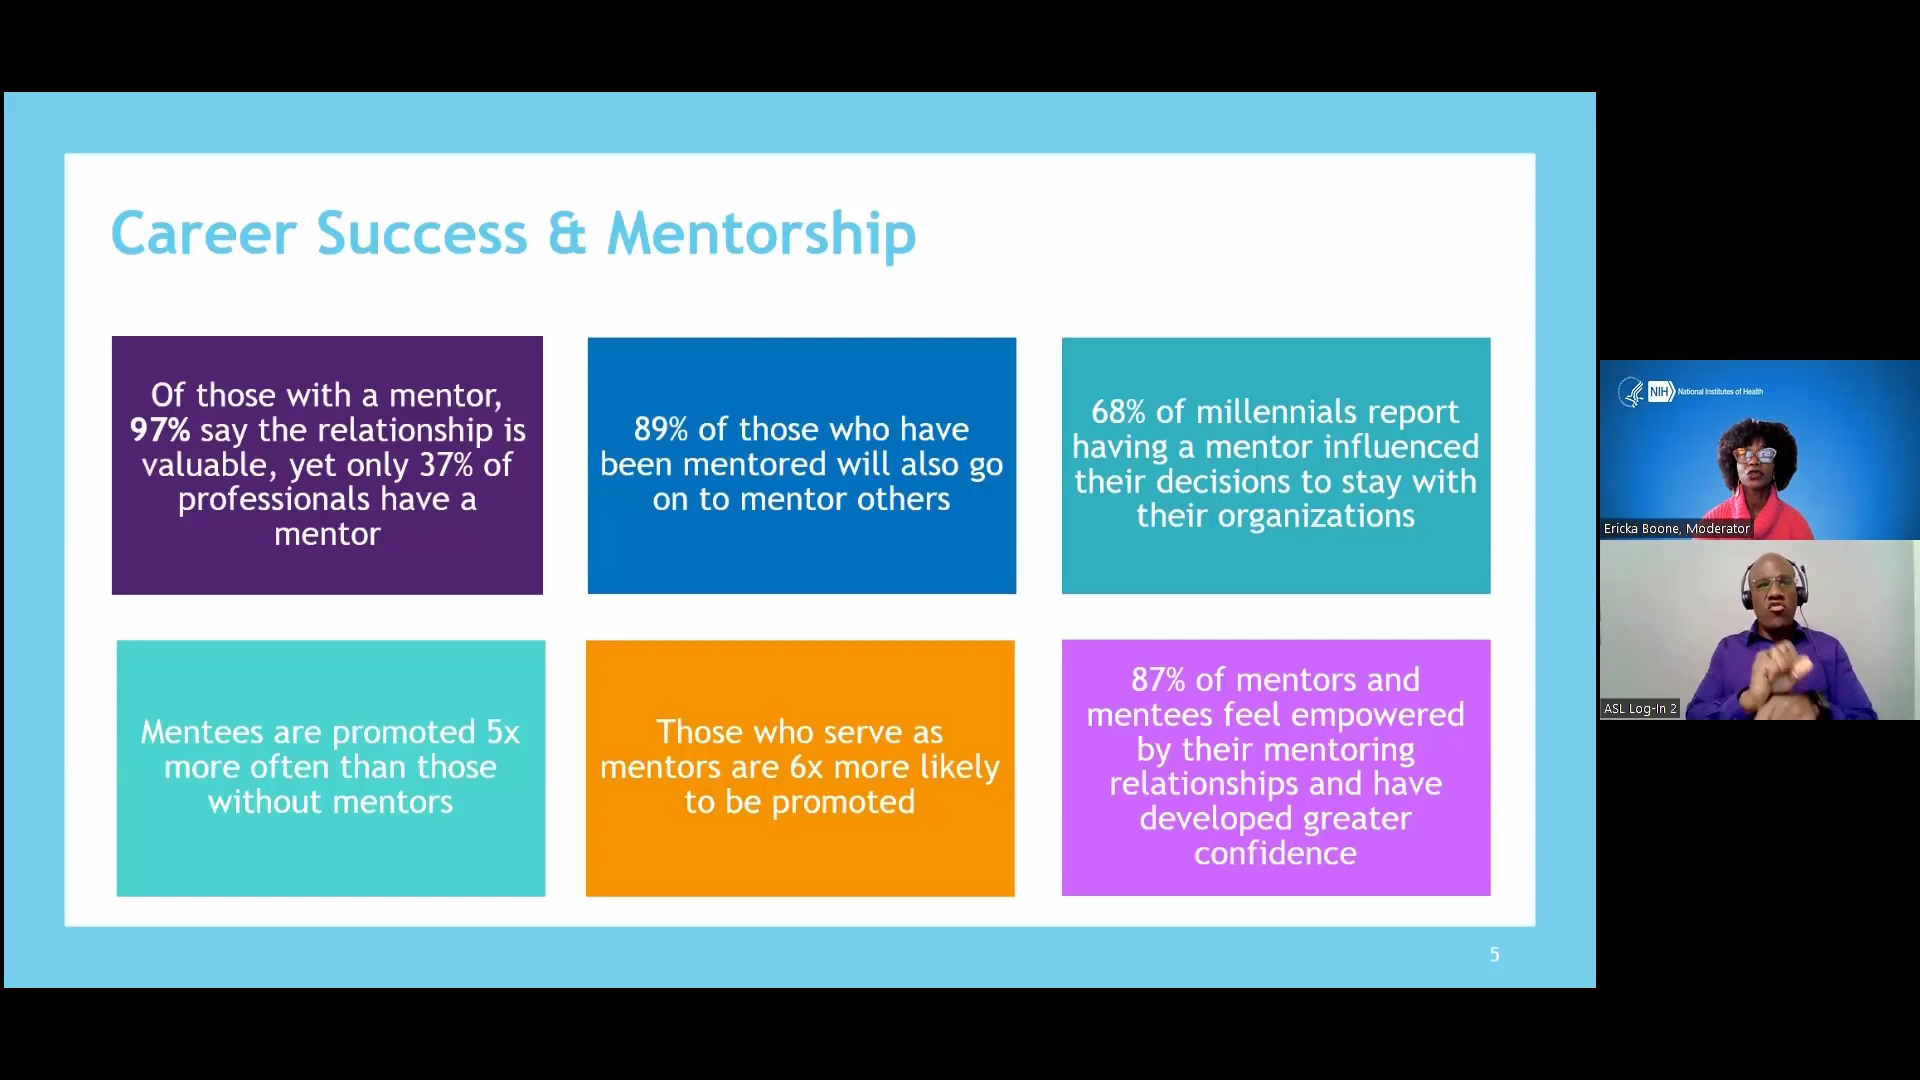 Career Success & Mentorship
Of those with a mentor,
97% say the relationship is
valuable, yet only 37% of
professionals have a
mentor
89% of those who have
been mentored will also go
on to mentor others
68% of millennials report
having a mentor influenced
their decisions to stay with
their organizations
Mentees are promoted 5x
more often than those
without mentors
Those who serve as
mentors are 6x more likely
to be promoted
87% of mentors and
mentees feel empowered
by their mentoring
relationships and have
developed greater
confidence
5
NIH National Institutes of Health
Ericka Boone, Moderator
ASL Log-In 2